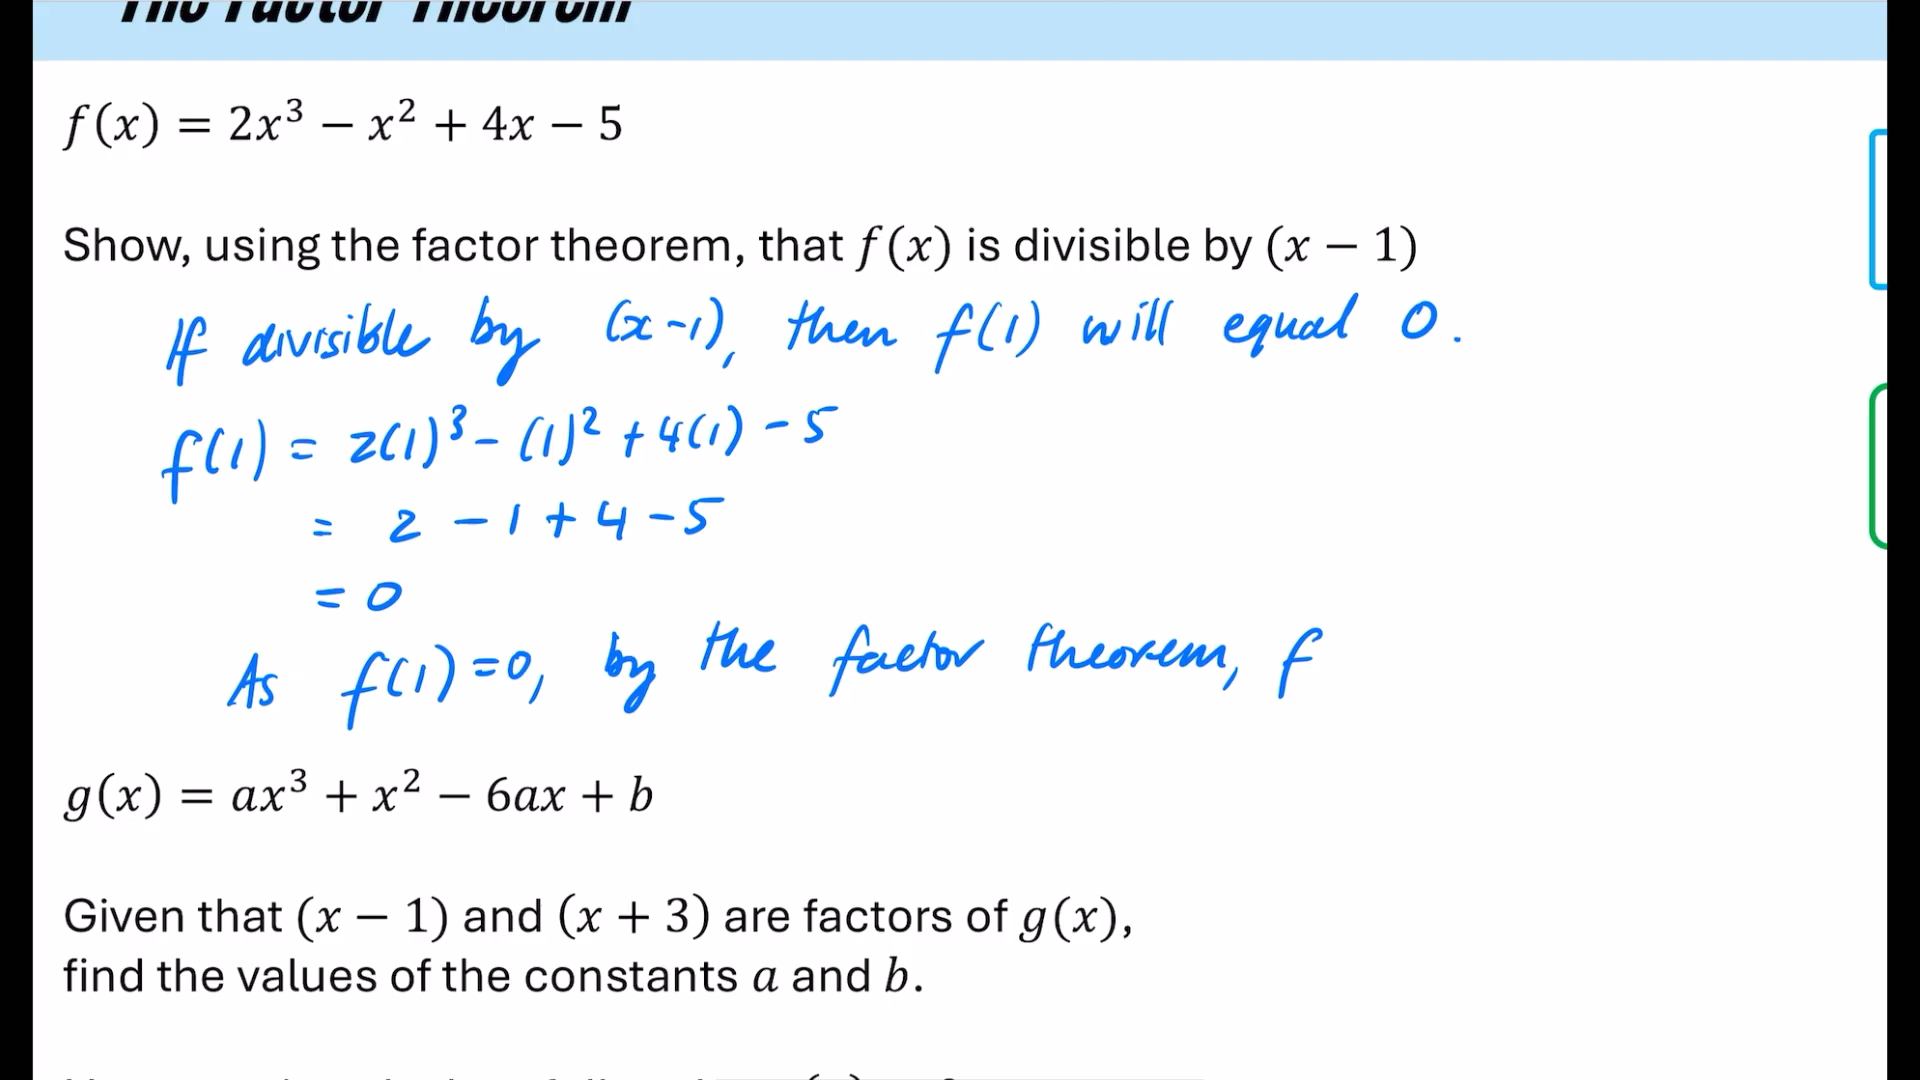 The Factor Theorem
f(x) = 2x³ − x² + 4x − 5
Show, using the factor theorem, that f(x) is divisible by (x − 1)
If divisible by (x-1), then f(1) will equal 0.
f(1) = 2(1)³ - (1)² + 4(1) - 5
= 2 - 1 + 4 - 5
= 0
As f(1)=0, by the factor theorem, f
g(x) = ax³ + x² − 6ax + b
Given that (x − 1) and (x + 3) are factors of g(x),
find the values of the constants a and b.